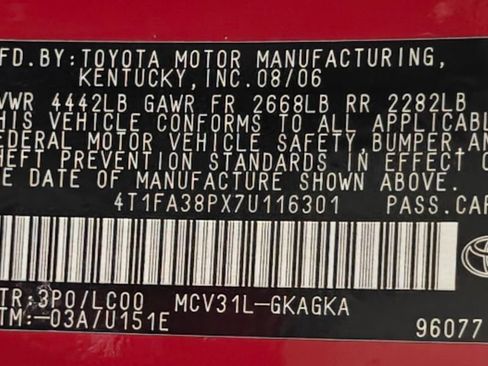 FD.BY: TOYOTA MOTOR MANUFACTURING,
KENTUCKY, INC. 08/06
VWR 4442LB GAWR FR 2668LB RR 2282LB
HIS VEHICLE CONFORMS TO ALL APPLICABL
EDERAL MOTOR VEHICLE SAFETY, BUMPER, AN
HEFT PREVENTION STANDARDS IN EFFECT O
E DATE OF MANUFACTURE SHOWN ABOVE.
4T1FA38PX7U116301 PASS. CAR
TR: 3P0/LC00 MCV31L-GKAGKA
TM:-03A/U151E 96077